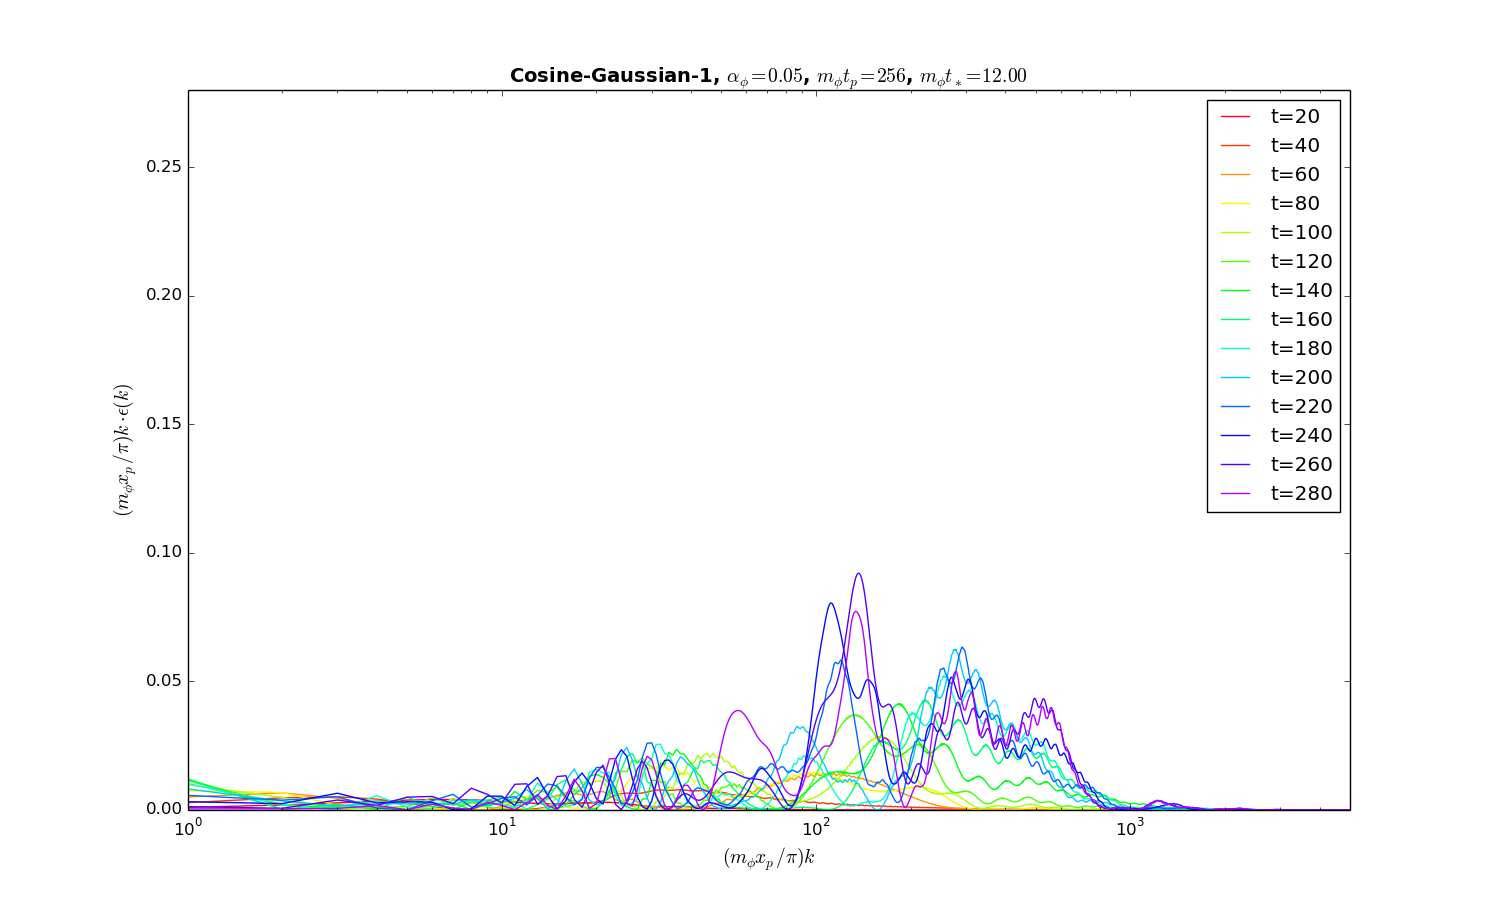 Cosine-Gaussian-1, α_ϕ=0.05, m_ϕt_p=256, m_ϕt_*=12.00
t=20
t=40
t=60
t=80
t=100
t=120
t=140
t=160
t=180
t=200
t=220
t=240
t=260
t=280
0.25
0.20
0.15
0.10
0.05
0.00
(m_ϕx_p/π)k·ϵ(k)
10^0
10^1
10^2
10^3
(m_ϕx_p/π)k